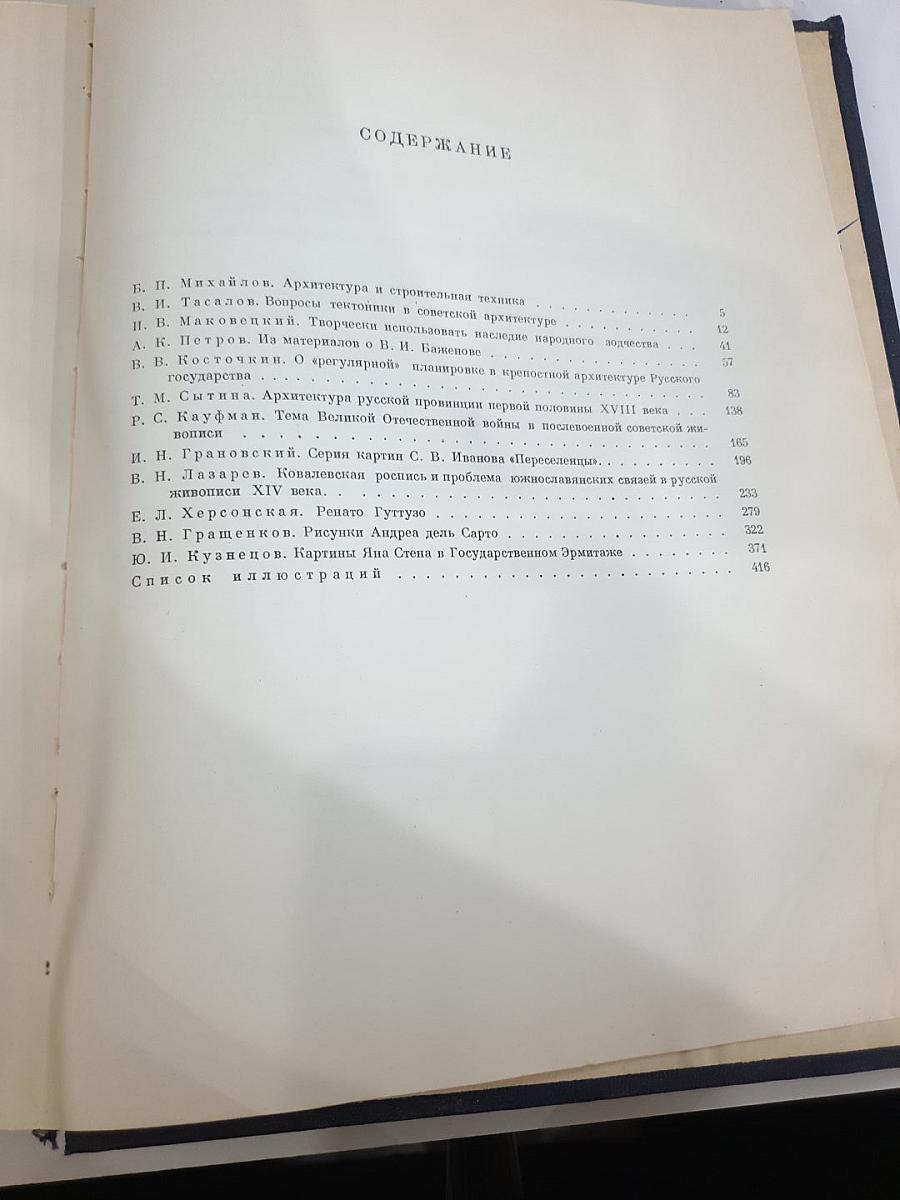 СОДЕРЖАНИЕ
Б. П. Михайлов. Архитектура и строительная техника . . . . . . . . . . . 5
В. И. Тасалов. Вопросы тектоники в советской архитектуре . . . . . . . . . . 12
И. В. Маковецкий. Творчески использовать наследие народного зодчества . . . 41
А. К. Петров. Из материалов о В. И. Баженове . . . . . . . . . . . . . . . . 57
В. В. Косточкин. О «регулярной» планировке в крепостной архитектуре Русского
государства . . . . . . . . . . . . . . . . . . . . . . . . . . . . . . . 83
Т. М. Сытина. Архитектура русской провинции первой половины XVIII века . . . 138
Р. С. Кауфман. Тема Великой Отечественной войны в послевоенной советской жи-
вописи . . . . . . . . . . . . . . . . . . . . . . . . . . . . . . . . 165
И. Н. Грановский. Серия картин С. В. Иванова «Переселенцы». . . . . . . . . . 196
В. Н. Лазарев. Ковалевская роспись и проблема южнославянских связей в русской
живописи XIV века. . . . . . . . . . . . . . . . . . . . . . . . . . . . 233
Е. Л. Херсонская. Ренато Гуттузо . . . . . . . . . . . . . . . . . . . . . 279
В. Н. Гращенков. Рисунки Андреа дель Сарто . . . . . . . . . . . . . . . . 322
Ю. И. Кузнецов. Картины Яна Стена в Государственном Эрмитаже . . . . . . . . 371
Список иллюстраций . . . . . . . . . . . . . . . . . . . . . . . . . 416